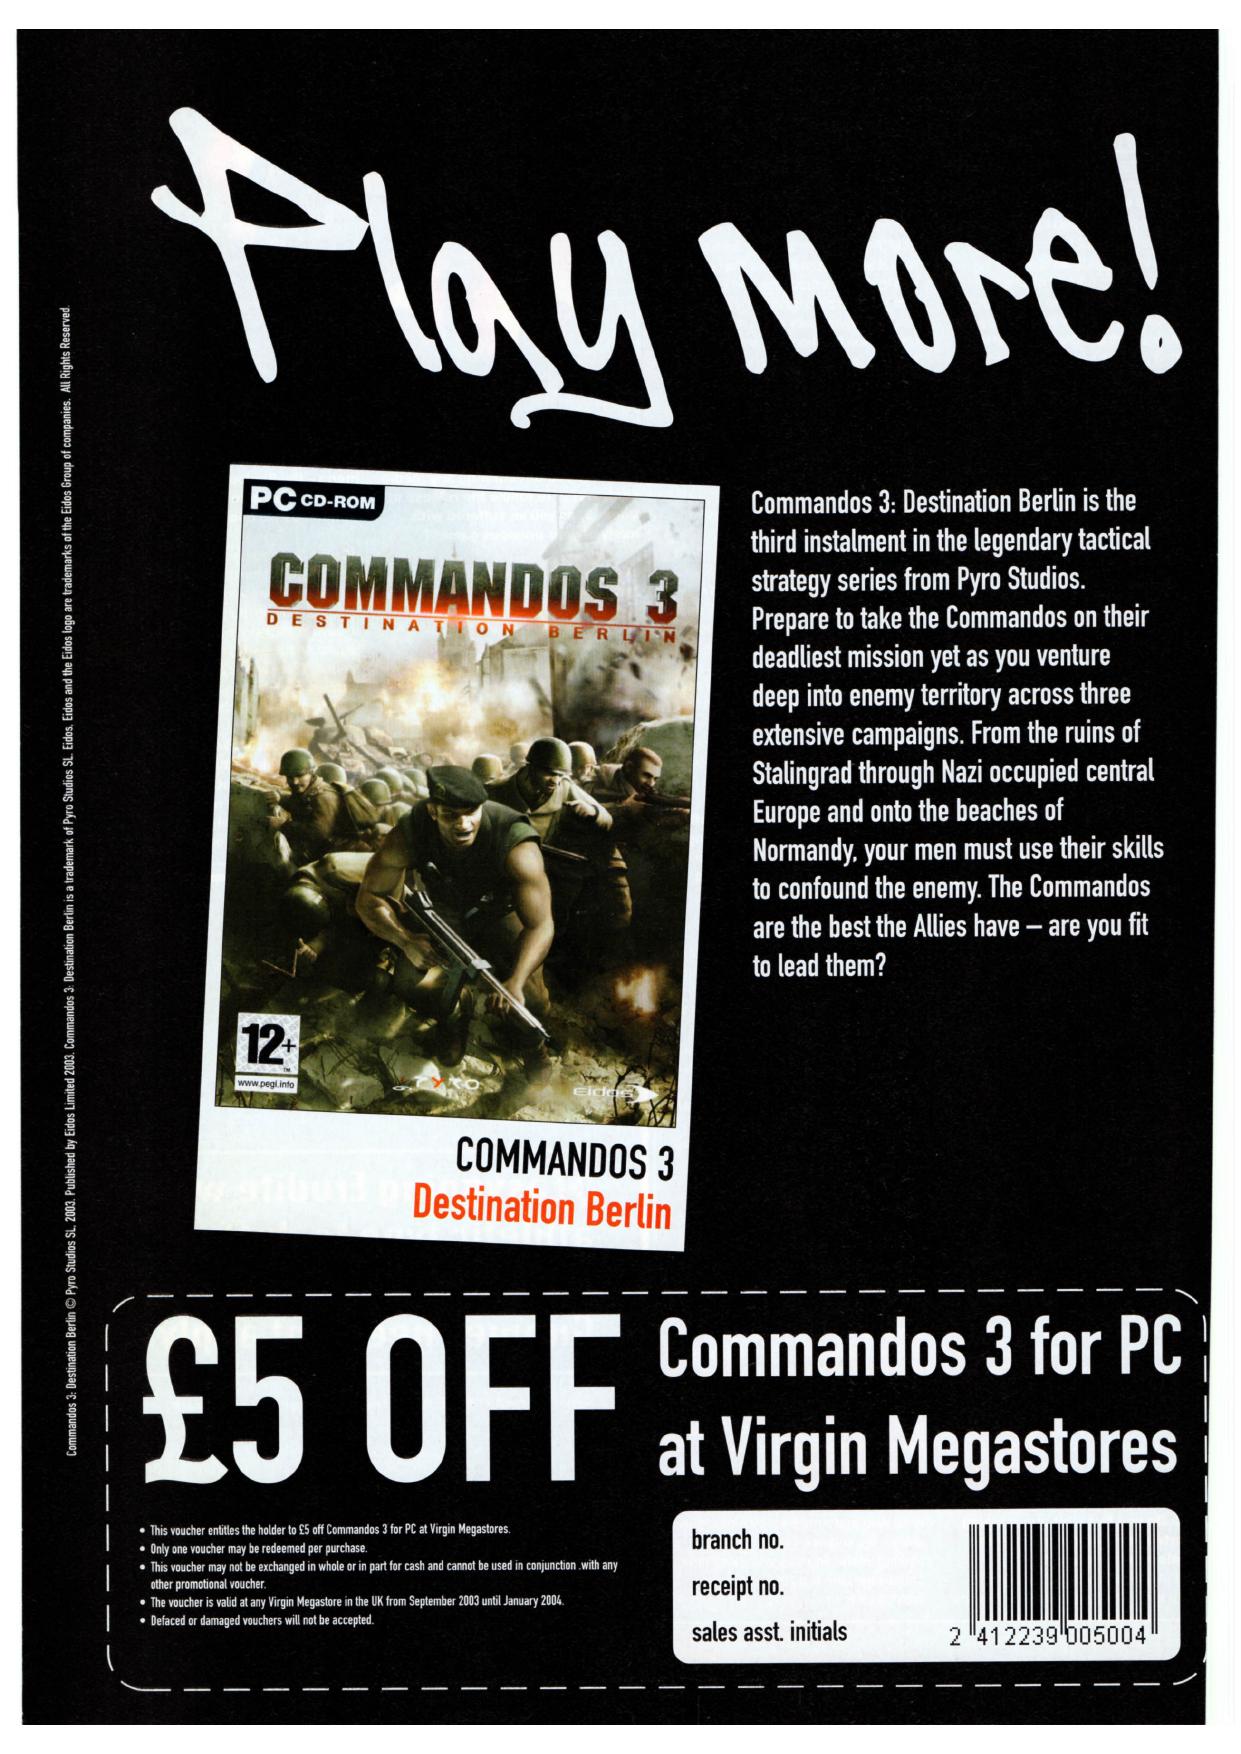 Play more!
PC CD-ROM
COMMANDOS 3
DESTINATION BERLIN
12+
™
www.pegi.info
pyro
eidos
COMMANDOS 3
Destination Berlin
Commandos 3: Destination Berlin is the
third instalment in the legendary tactical
strategy series from Pyro Studios.
Prepare to take the Commandos on their
deadliest mission yet as you venture
deep into enemy territory across three
extensive campaigns. From the ruins of
Stalingrad through Nazi occupied central
Europe and onto the beaches of
Normandy, your men must use their skills
to confound the enemy. The Commandos
are the best the Allies have – are you fit
to lead them?
Commandos 3: Destination Berlin © Pyro Studios SL, 2003. Published by Eidos Limited 2003. Commandos 3: Destination Berlin is a trademark of Pyro Studios SL. Eidos, Eidos and the Eidos logo are trademarks of the Eidos Group of companies. All Rights Reserved.
£5 OFF
Commandos 3 for PC
at Virgin Megastores
• This voucher entitles the holder to £5 off Commandos 3 for PC at Virgin Megastores.
• Only one voucher may be redeemed per purchase.
• This voucher may not be exchanged in whole or in part for cash and cannot be used in conjunction .with any
other promotional voucher.
• The voucher is valid at any Virgin Megastore in the UK from September 2003 until January 2004.
• Defaced or damaged vouchers will not be accepted.
branch no.
receipt no.
sales asst. initials
2 412239 005004